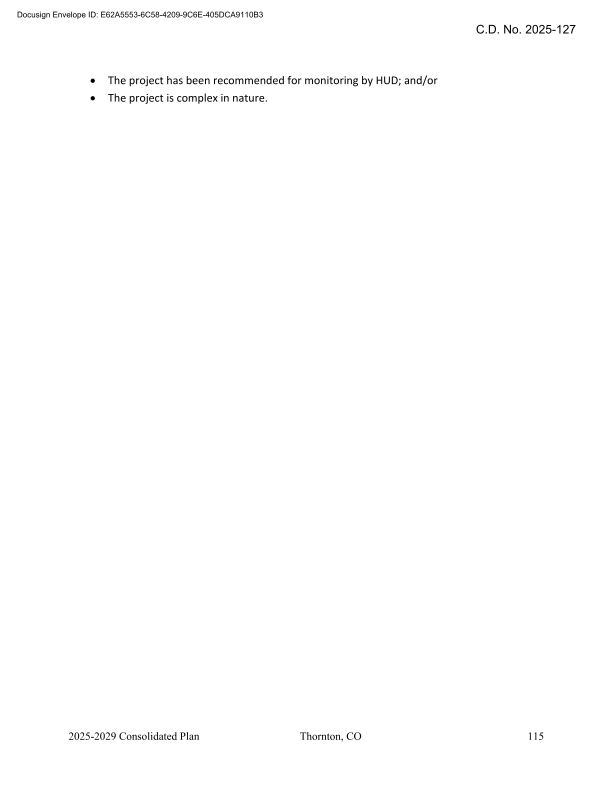 Docusign Envelope ID: E62A5553-6C58-4209-9C6E-405DCA9110B3
C.D. No. 2025-127
• The project has been recommended for monitoring by HUD; and/or
• The project is complex in nature.
2025-2029 Consolidated Plan Thornton, CO 115